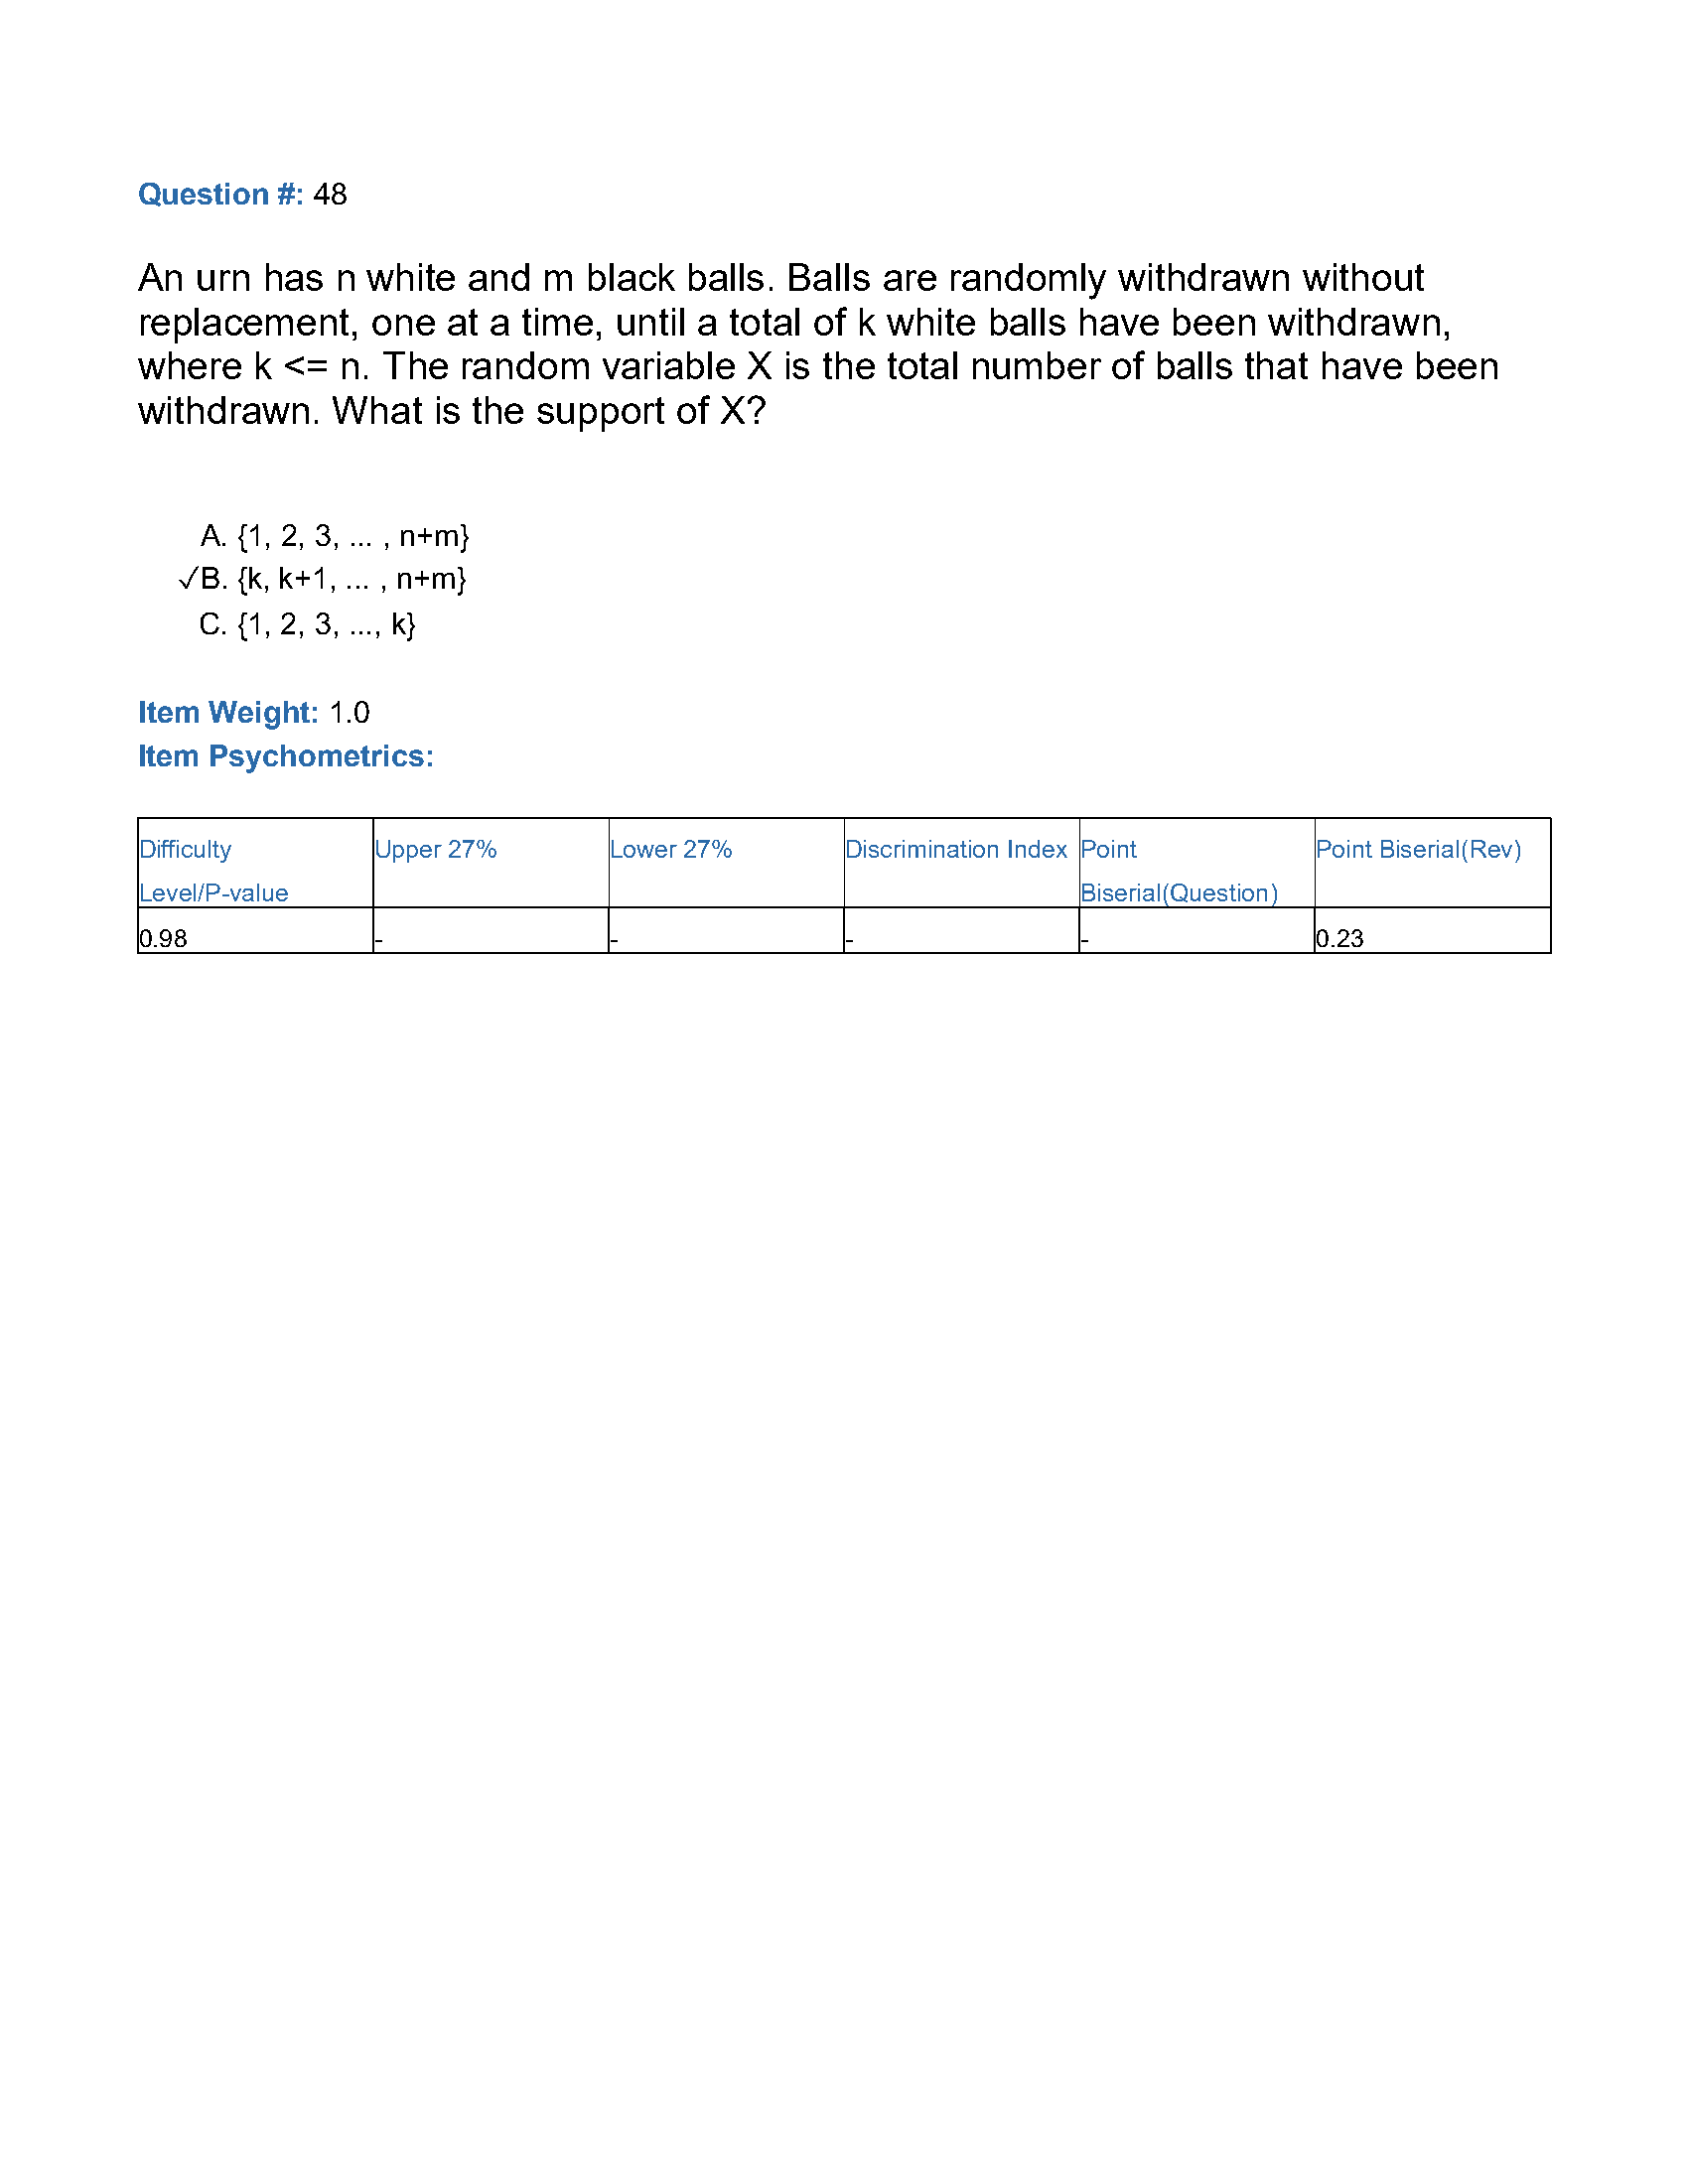 Question #: 48
An urn has n white and m black balls. Balls are randomly withdrawn without
replacement, one at a time, until a total of k white balls have been withdrawn,
where k <= n. The random variable X is the total number of balls that have been
withdrawn. What is the support of X?
A. {1, 2, 3, ... , n+m}
✓B. {k, k+1, ... , n+m}
C. {1, 2, 3, ..., k}
Item Weight: 1.0
Item Psychometrics:
Difficulty Level/P-value Upper 27% Lower 27% Discrimination Index Point Biserial(Question) Point Biserial(Rev)
0.98 - - - - 0.23